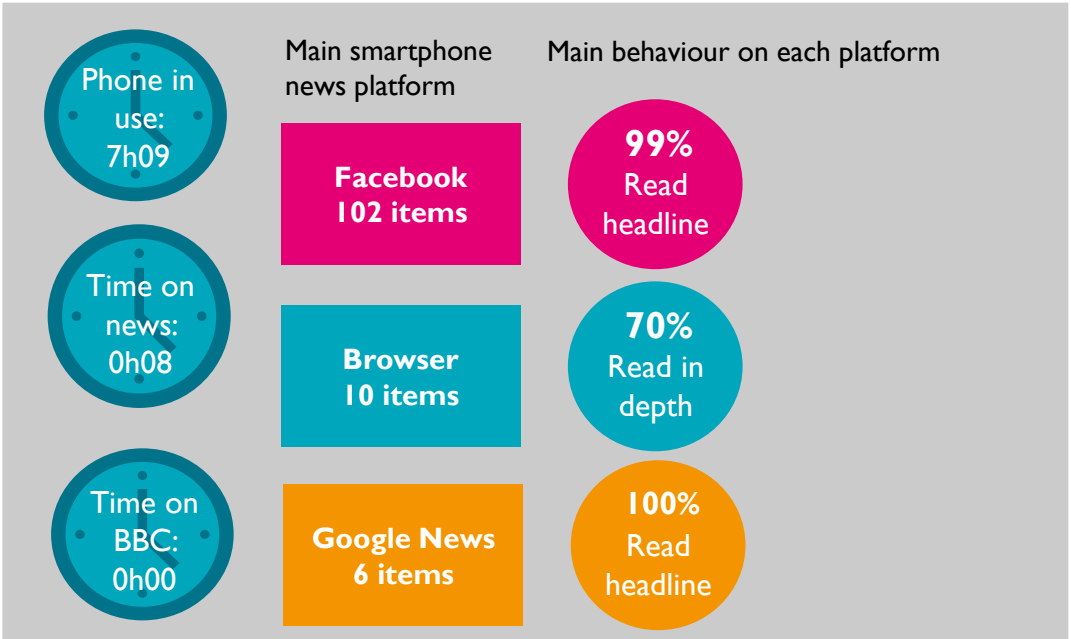 Phone in
use:
7h09
Time on
news:
0h08
Time on
BBC:
0h00
Main smartphone
news platform
Facebook
102 items
Browser
10 items
Google News
6 items
Main behaviour on each platform
99%
Read
headline
70%
Read in
depth
100%
Read
headline